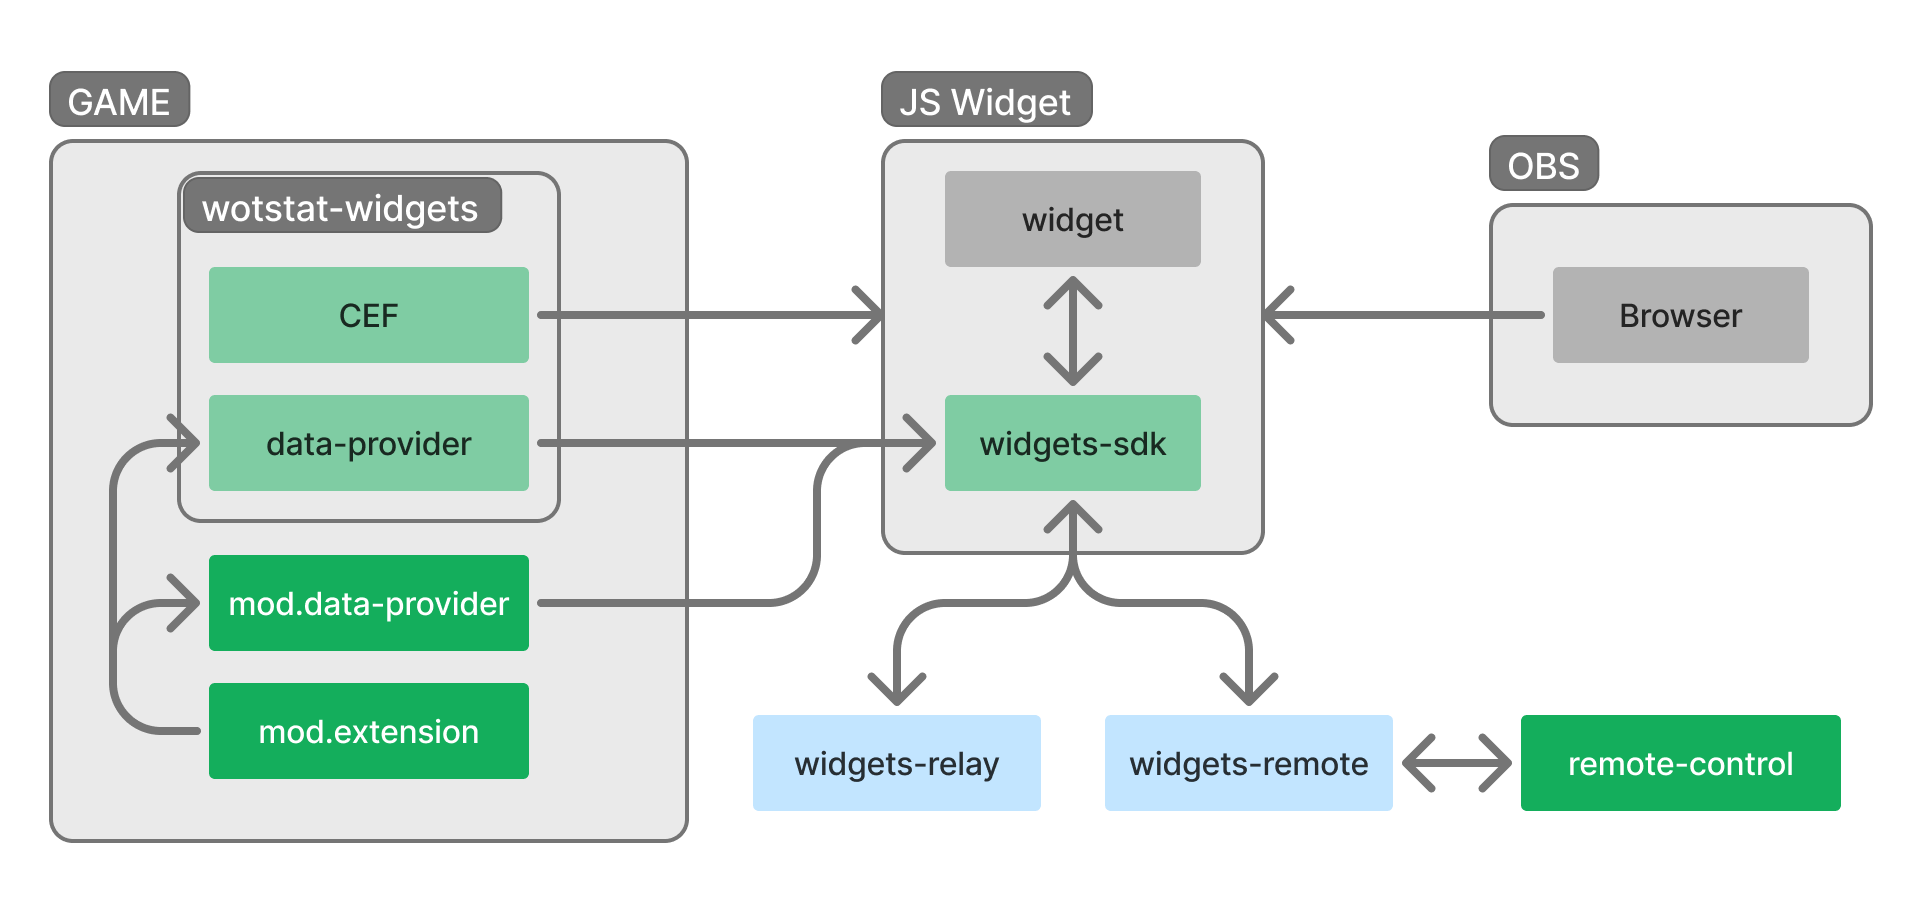 GAME
wotstat-widgets
CEF
data-provider
mod.data-provider
mod.extension
JS Widget
widget
widgets-sdk
OBS
Browser
widgets-relay
widgets-remote
remote-control